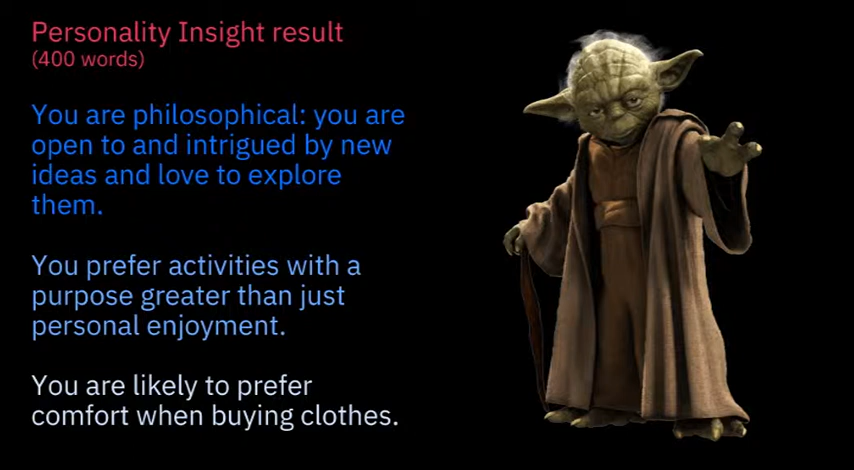 Personality Insight result
(400 words)
You are philosophical: you are
open to and intrigued by new
ideas and love to explore
them.
You prefer activities with a
purpose greater than just
personal enjoyment.
You are likely to prefer
comfort when buying clothes.